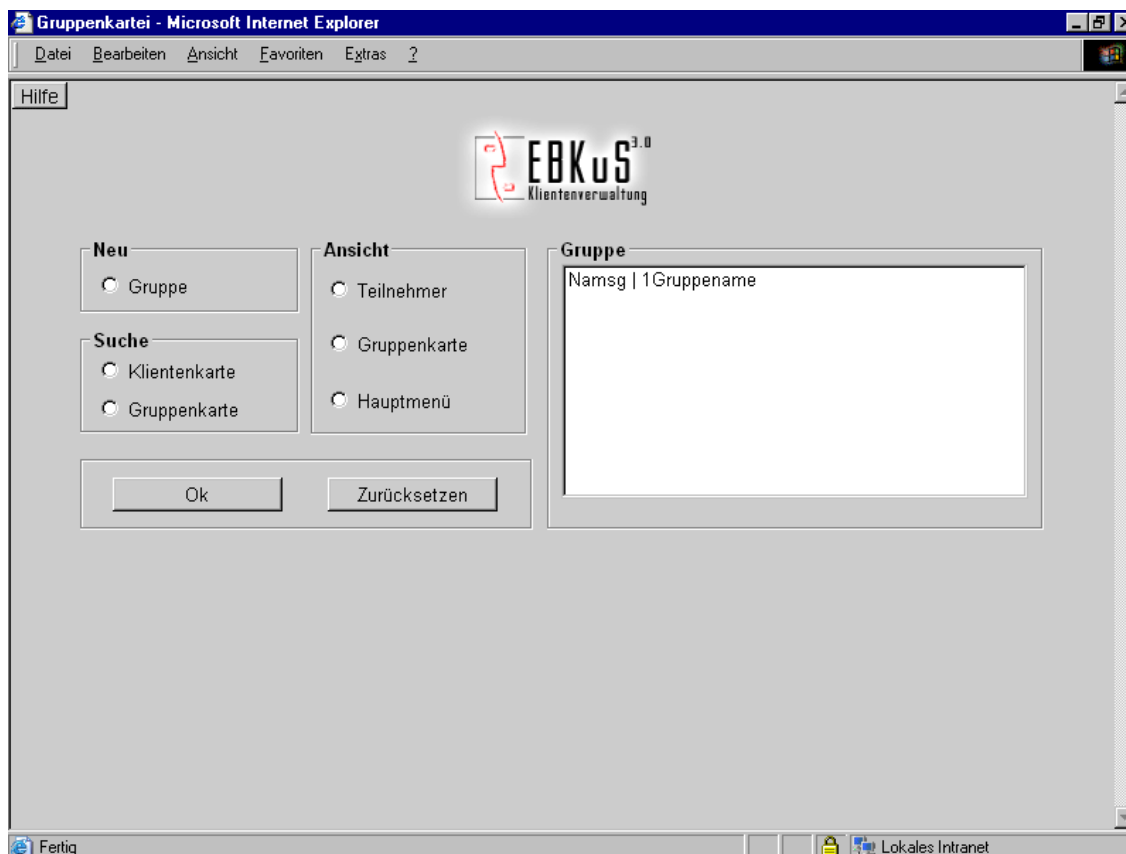 Gruppenkartei - Microsoft Internet Explorer
Datei Bearbeiten Ansicht Favoriten Extras ?
Hilfe
EBKuS 3.0
Klientenverwaltung
Neu
Gruppe
Suche
Klientenkarte
Gruppenkarte
Ansicht
Teilnehmer
Gruppenkarte
Hauptmenü
Gruppe
Namsg | 1Gruppename
Ok Zurücksetzen
Fertig Lokales Intranet